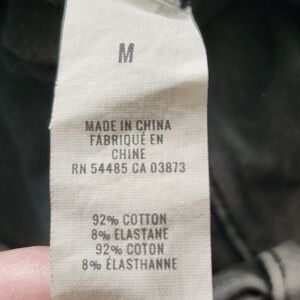 M
MADE IN CHINA
FABRIQUÉ EN
CHINE
RN 54485 CA 03873
92% COTTON
8% ELASTANE
92% COTON
8% ÉLASTHANNE